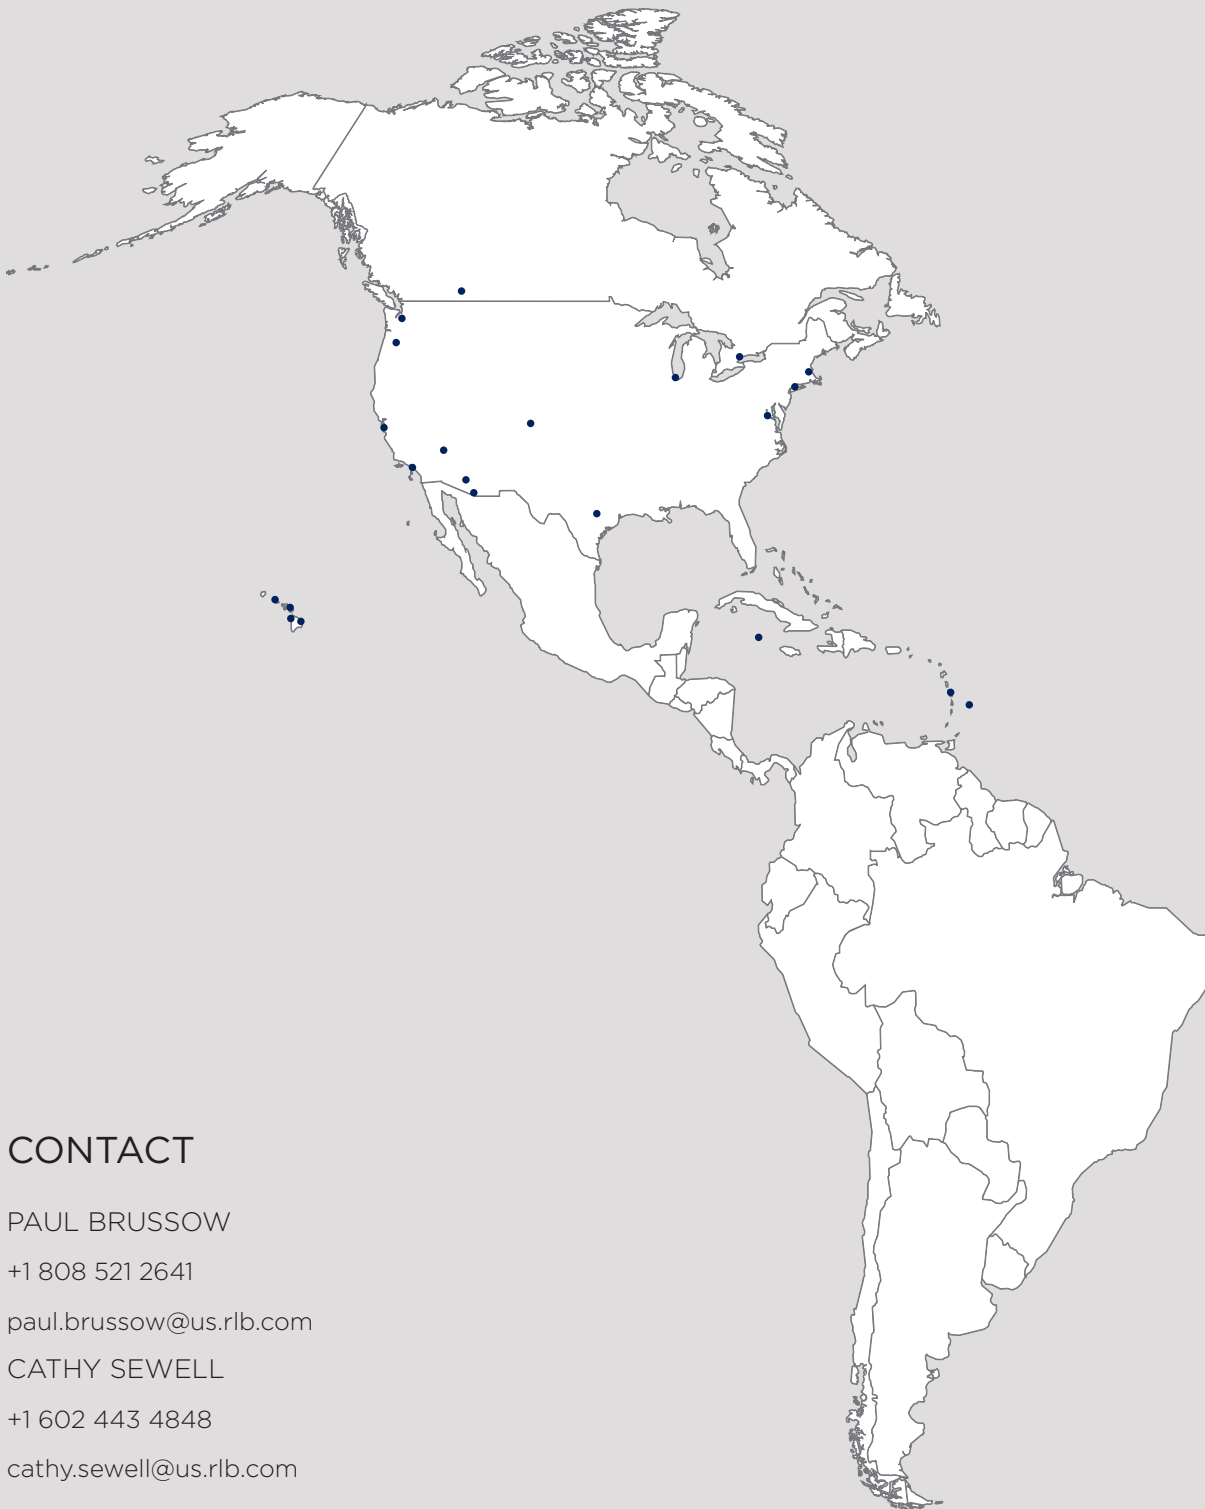 CONTACT
PAUL BRUSSOW
+1 808 521 2641
paul.brussow@us.rlb.com
CATHY SEWELL
+1 602 443 4848
cathy.sewell@us.rlb.com